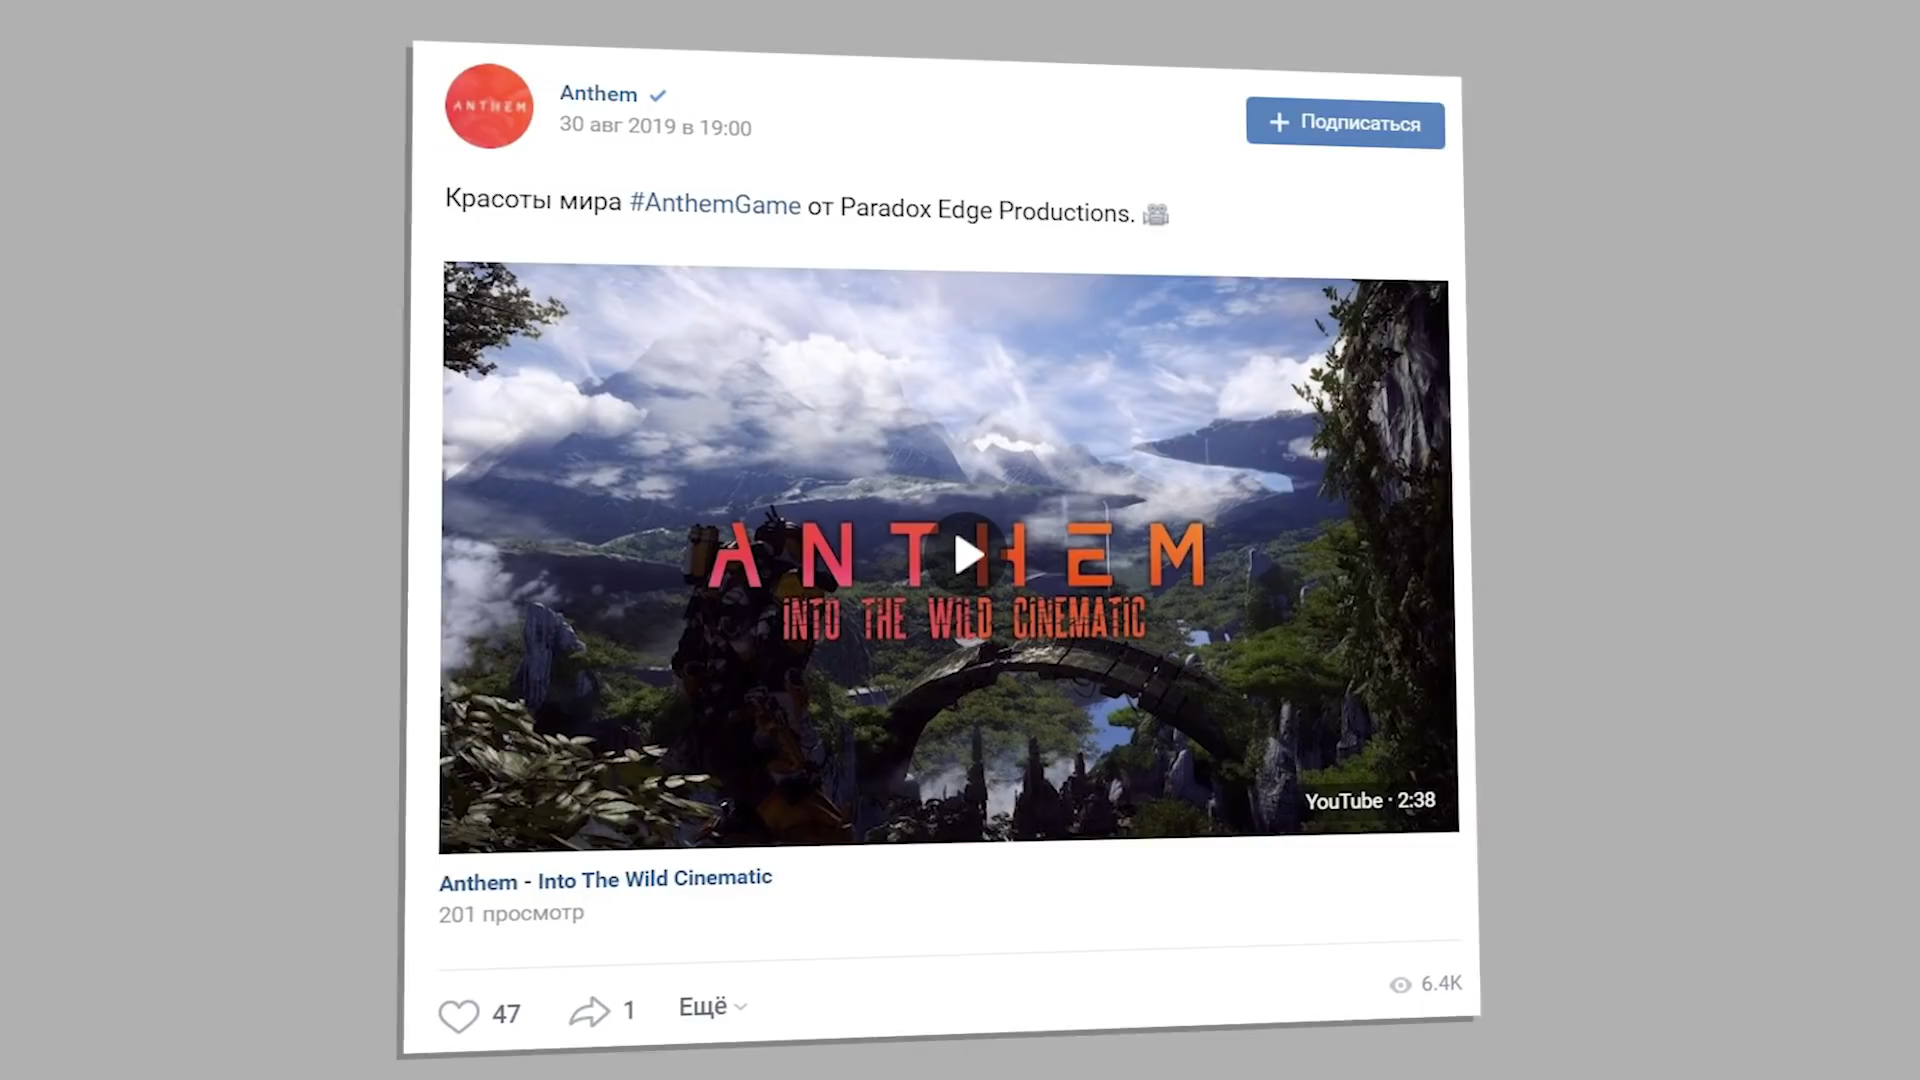 ANTHEM
Anthem
30 авг 2019 в 19:00
Подписаться
Красоты мира #AnthemGame от Paradox Edge Productions.
ANTHEM
INTO THE WILD CINEMATIC
YouTube · 2:38
Anthem - Into The Wild Cinematic
201 просмотр
47
1
Ещё
6.4K